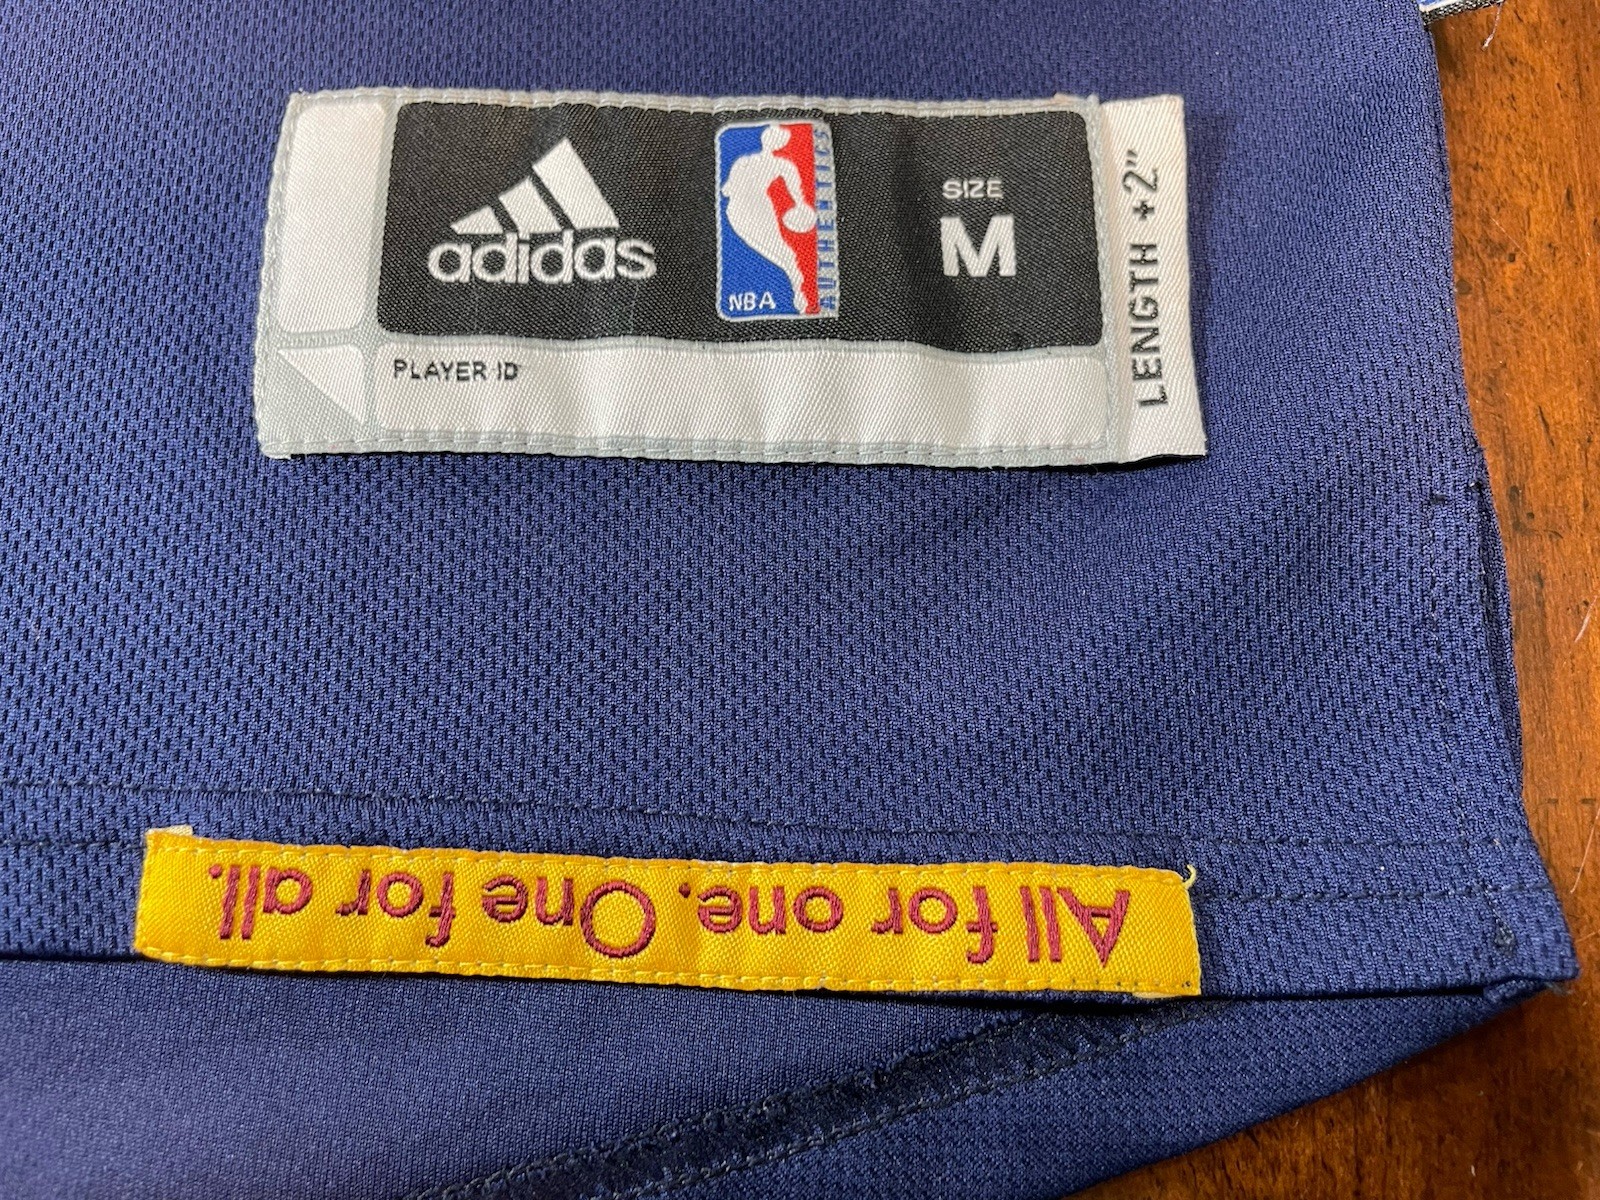 adidas
NBA
AUTHENTICS
SIZE
M
LENGTH +2"
PLAYER ID
All for one. One for all.